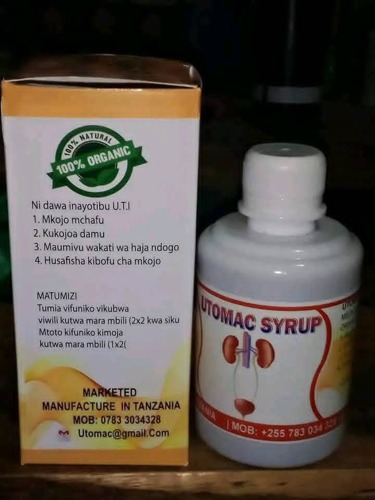 100% NATURAL
100% ORGANIC
Ni dawa inayotibu U.T.I
1. Mkojo mchafu
2. Kukojoa damu
3. Maumivu wakati wa haja ndogo
4. Husafisha kibofu cha mkojo
MATUMIZI
Tumia vifuniko vikubwa
viwili kutwa mara mbili (2x2 kwa siku
Mtoto kifuniko kimoja
kutwa mara mbili (1x2(
MARKETED
MANUFACTURE IN TANZANIA
MOB: 0783 3034328
Utomac@gmail.Com
UTOMAC SYRUP
| MOB: +255 783 034 328